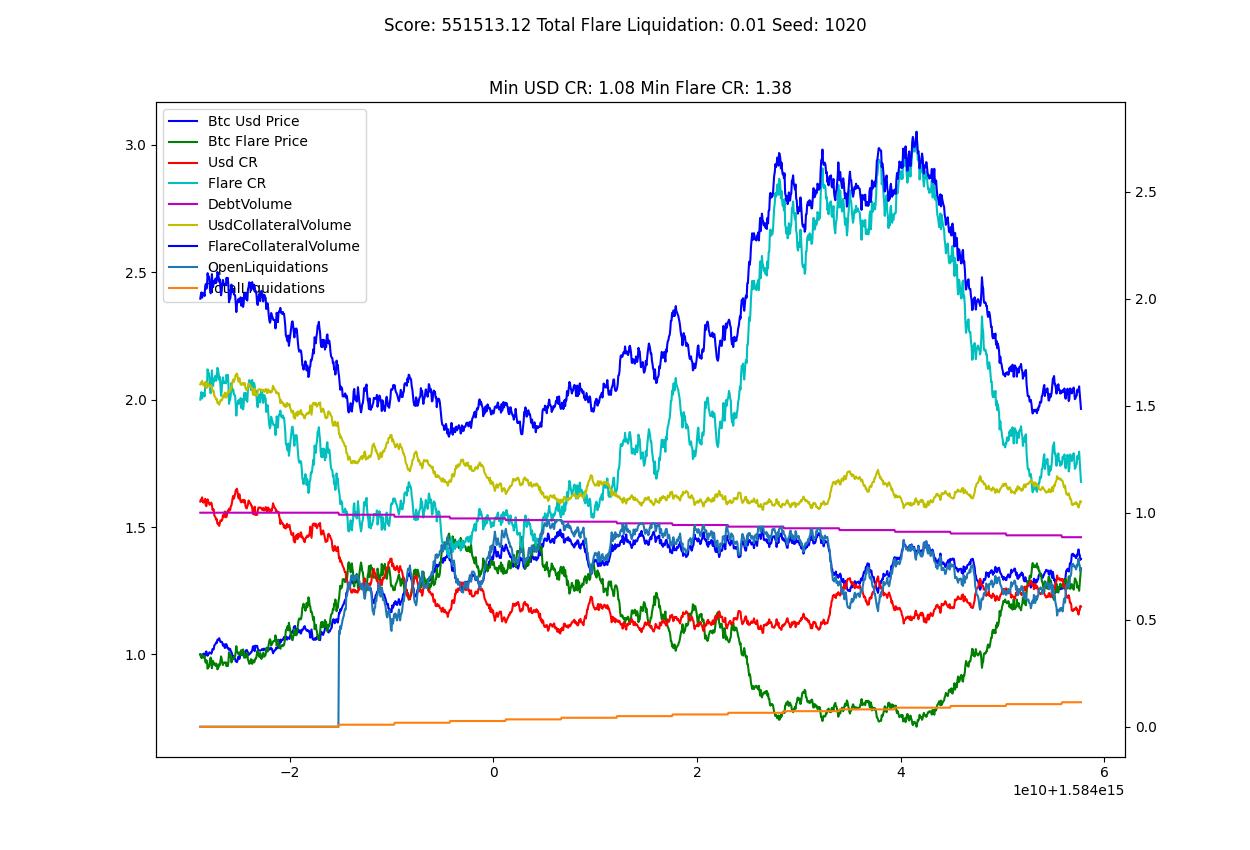 Score: 551513.12 Total Flare Liquidation: 0.01 Seed: 1020
Min USD CR: 1.08 Min Flare CR: 1.38
Btc Usd Price
Btc Flare Price
Usd CR
Flare CR
DebtVolume
UsdCollateralVolume
FlareCollateralVolume
OpenLiquidations
TotalLiquidations
3.0
2.5
2.0
1.5
1.0
2.5
2.0
1.5
1.0
0.5
0.0
−2
0
2
4
6
1e10+1.584e15